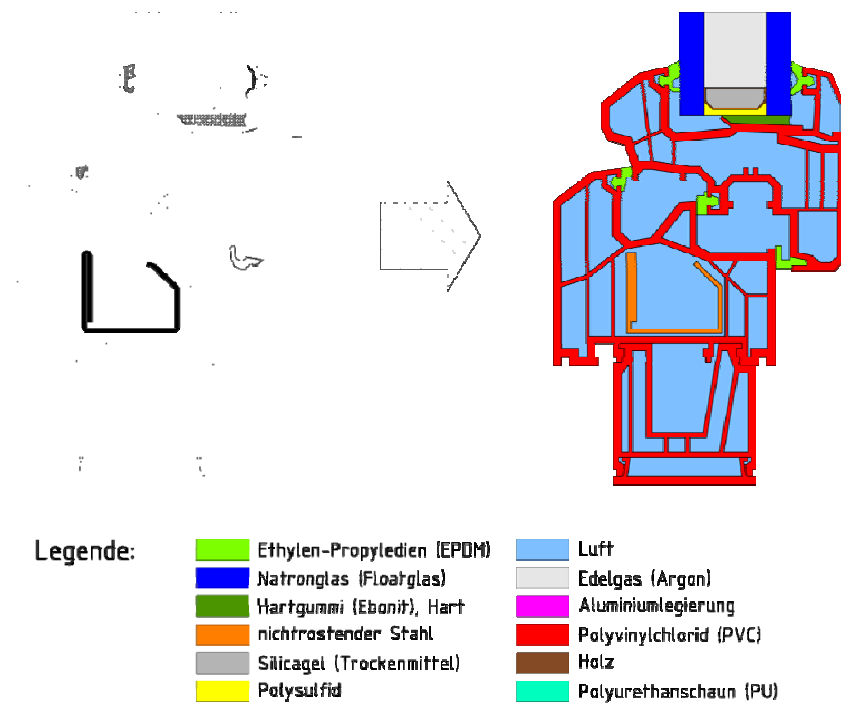 Legende:
Ethylen-Propyledien (EPDM)
Natronglas (Floatglas)
Hartgummi (Ebonit), Hart
nichtrostender Stahl
Silicagel (Trockenmittel)
Polysulfid
Luft
Edelgas (Argon)
Aluminiumlegierung
Polyvinylchlorid (PVC)
Holz
Polyurethanschaun (PU)